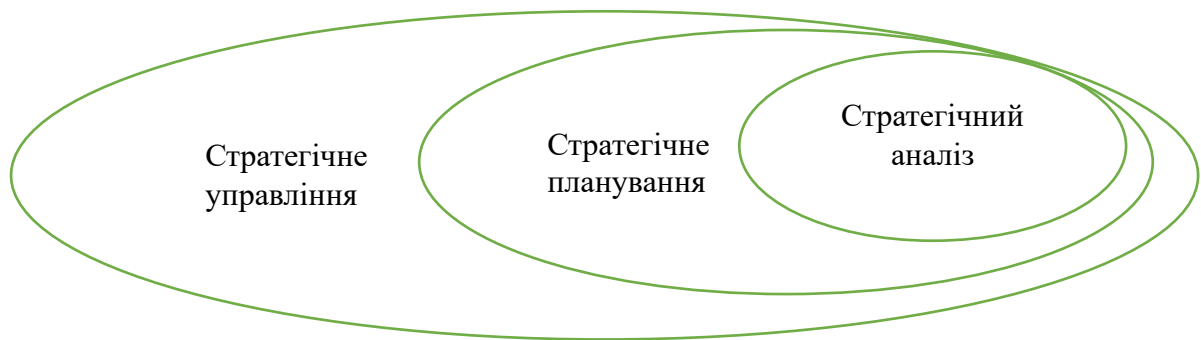 Стратегічне
управління
Стратегічне
планування
Стратегічний
аналіз